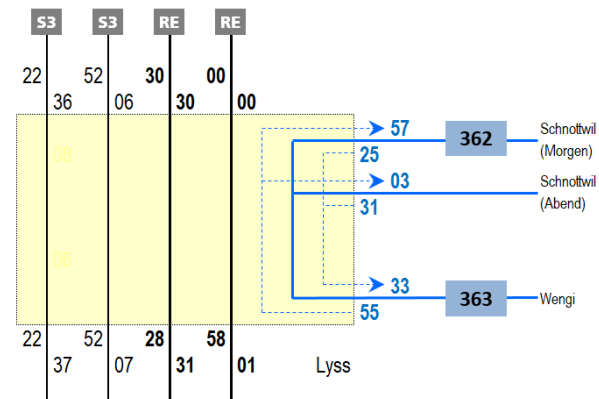 S3 S3 RE RE
22 52 30 00
36 06 30 00
57
362
Schnottwil
(Morgen)
25
03
Schnottwil
(Abend)
31
33
363
Wengi
55
22 52 28 58
37 07 31 01
Lyss